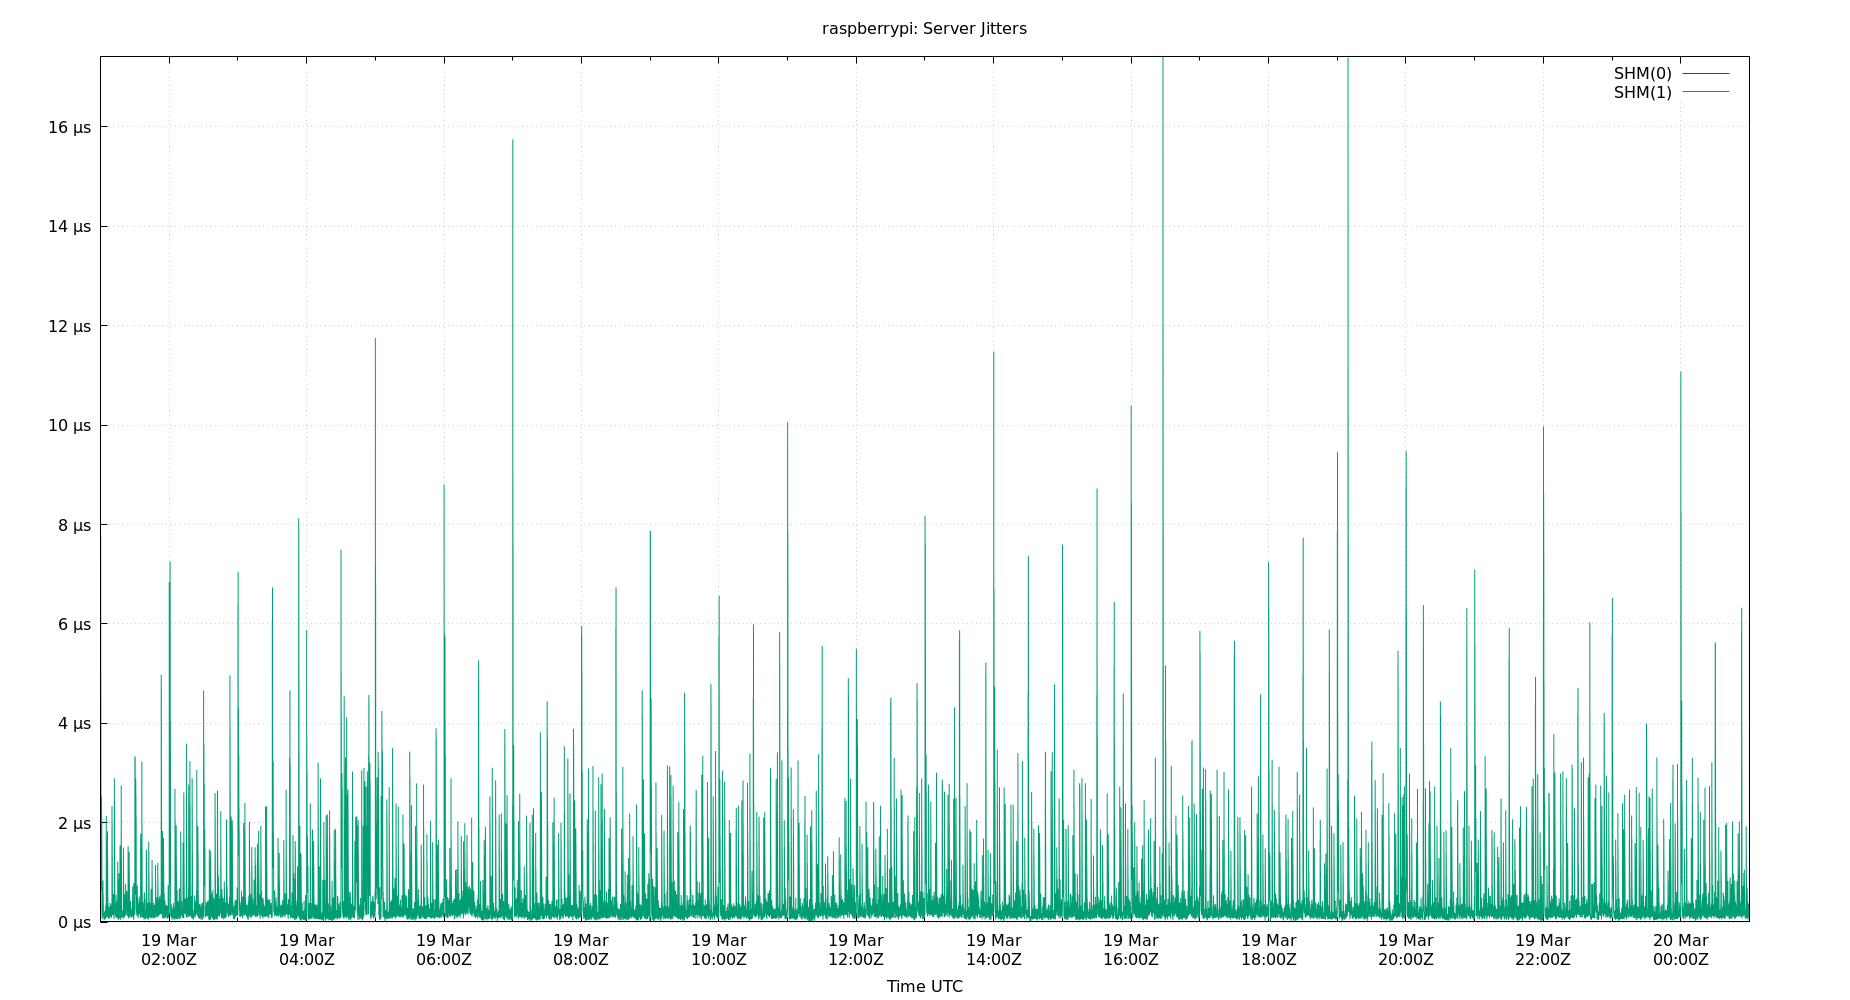 raspberrypi: Server Jitters
SHM(0)
SHM(1)
16 µs
14 µs
12 µs
10 µs
8 µs
6 µs
4 µs
2 µs
0 µs
19 Mar 19 Mar 19 Mar 19 Mar 19 Mar 19 Mar 19 Mar 19 Mar 19 Mar 19 Mar 19 Mar 20 Mar
02:00Z 04:00Z 06:00Z 08:00Z 10:00Z 12:00Z 14:00Z 16:00Z 18:00Z 20:00Z 22:00Z 00:00Z
Time UTC